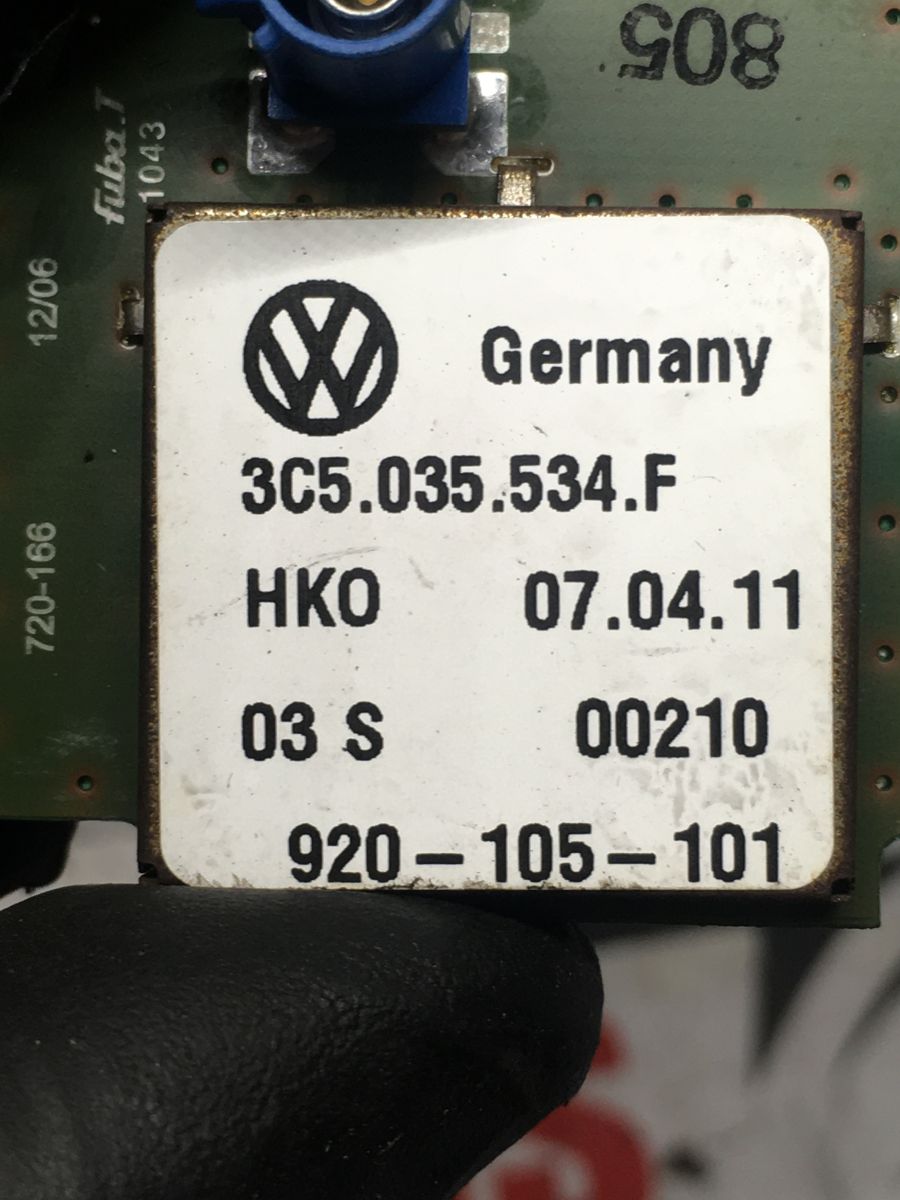 805
fuba.T
1043
12/06
720-166
Germany
3C5.035.534.F
HKO 07.04.11
03 S 00210
920-105-101